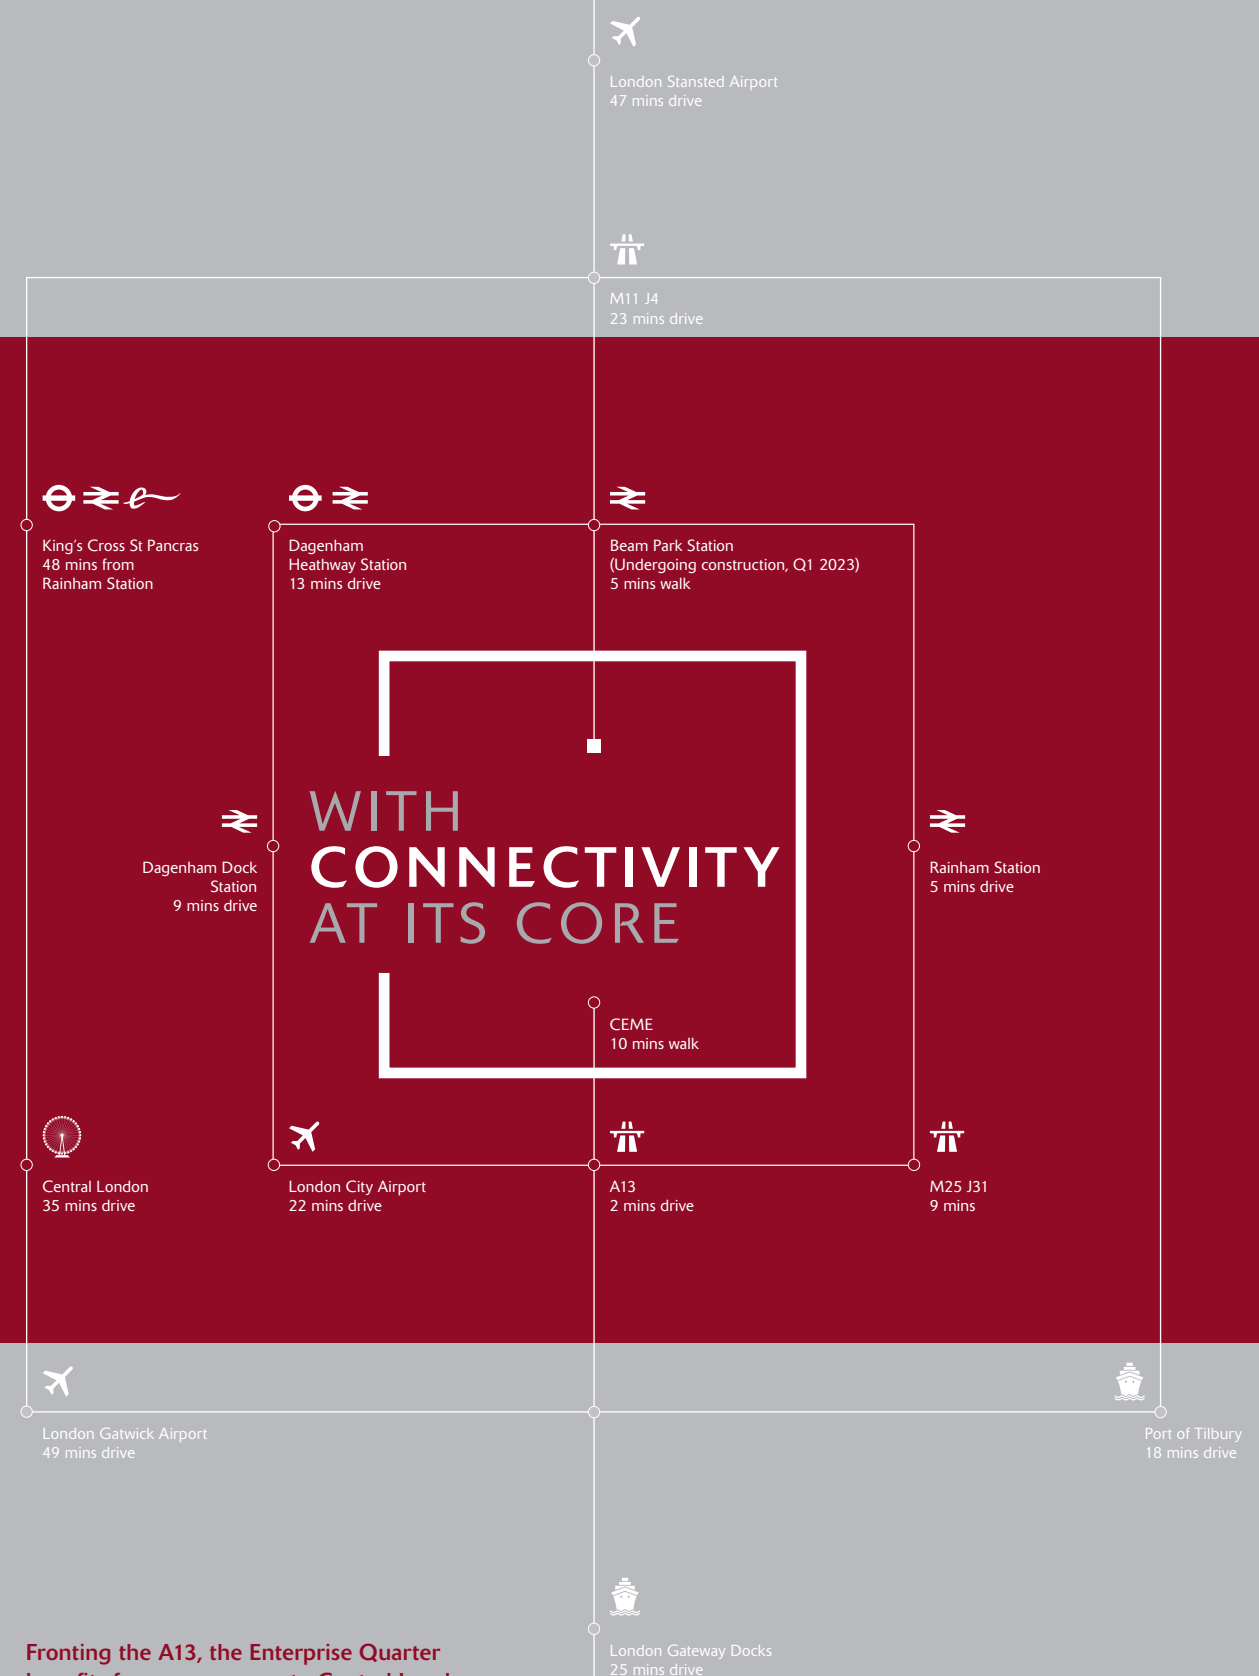 London Stansted Airport
47 mins drive
M11 J4
23 mins drive
King's Cross St Pancras
48 mins from
Rainham Station
Dagenham
Heathway Station
13 mins drive
Beam Park Station
(Undergoing construction, Q1 2023)
5 mins walk
Dagenham Dock
Station
9 mins drive
WITH
CONNECTIVITY
AT ITS CORE
Rainham Station
5 mins drive
CEME
10 mins walk
Central London
35 mins drive
London City Airport
22 mins drive
A13
2 mins drive
M25 J31
9 mins
London Gatwick Airport
49 mins drive
Port of Tilbury
18 mins drive
London Gateway Docks
25 mins drive
Fronting the A13, the Enterprise Quarter